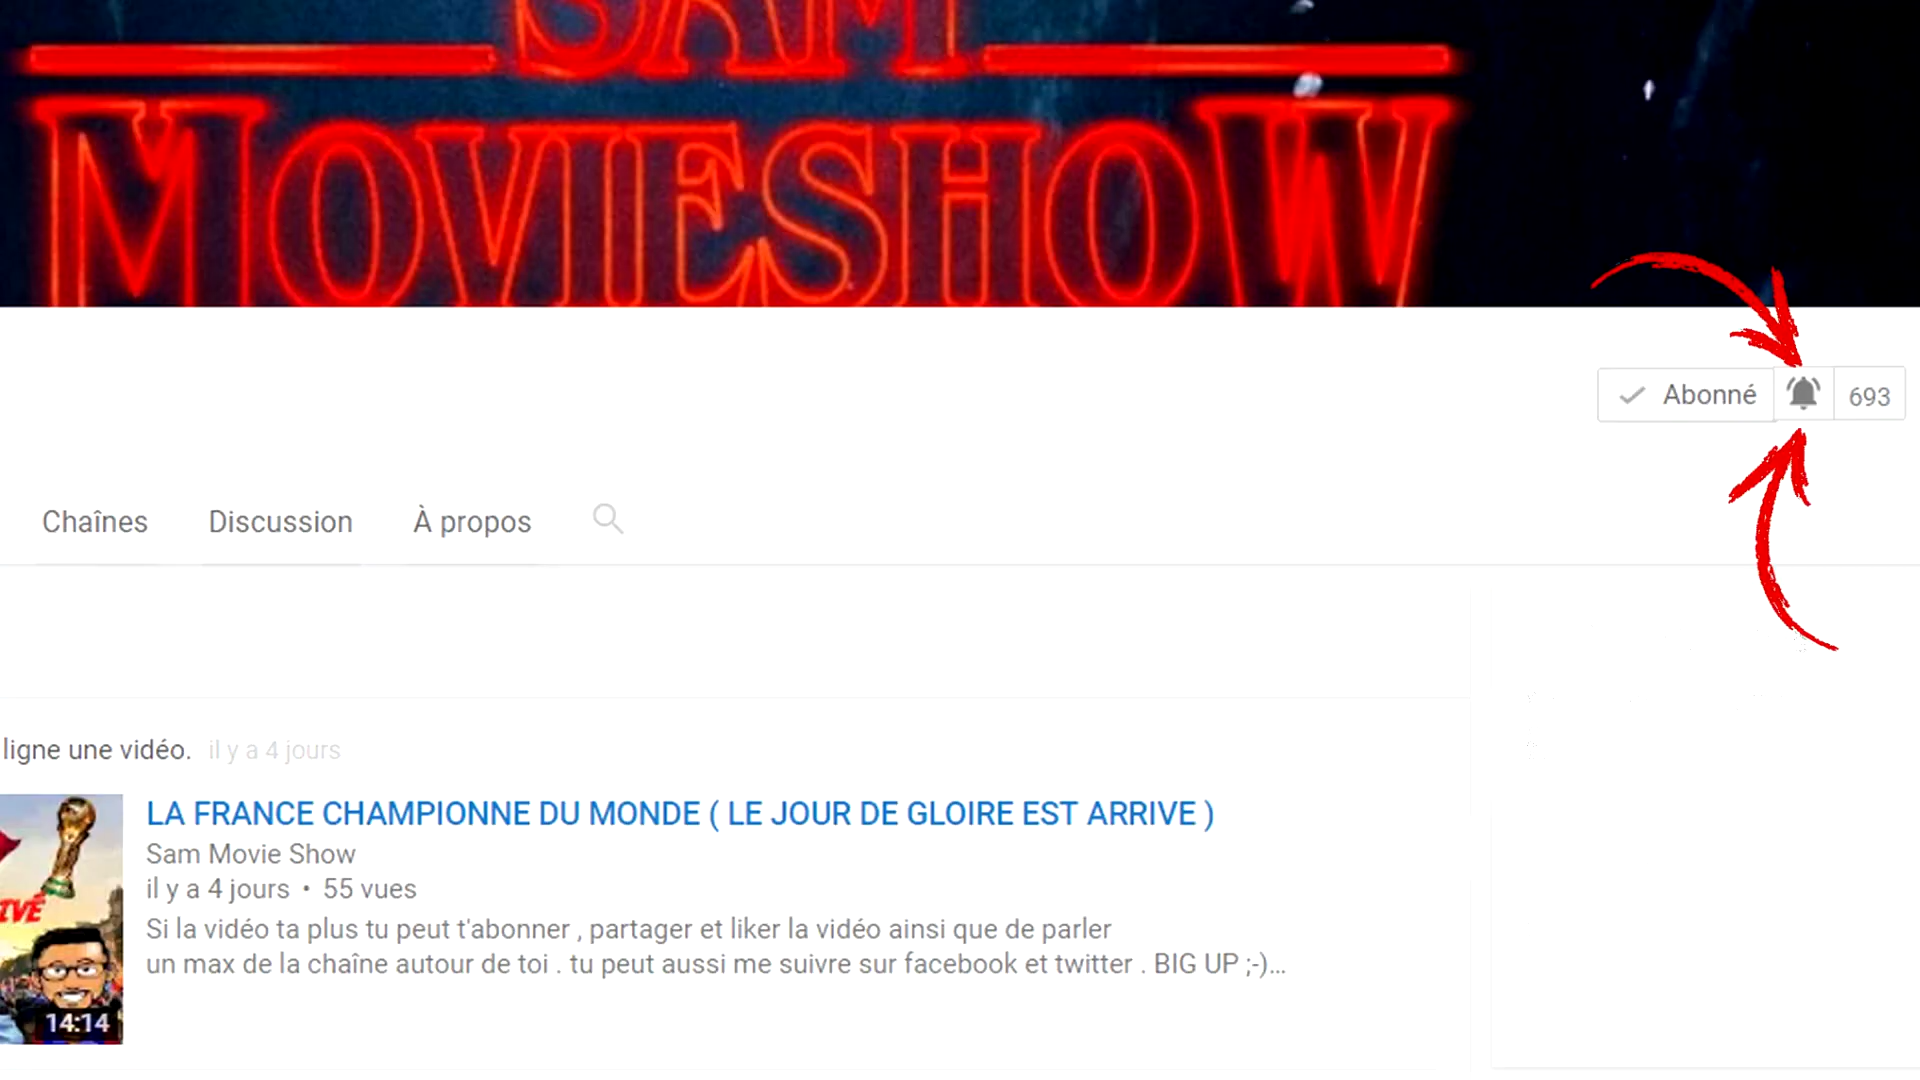 SAM
MOVIESHOW
Abonné
693
Chaînes
Discussion
À propos
ligne une vidéo. il y a 4 jours
LA FRANCE CHAMPIONNE DU MONDE ( LE JOUR DE GLOIRE EST ARRIVE )
Sam Movie Show
il y a 4 jours • 55 vues
Si la vidéo ta plus tu peut t'abonner , partager et liker la vidéo ainsi que de parler
un max de la chaîne autour de toi . tu peut aussi me suivre sur facebook et twitter . BIG UP ;-)...
IVÉ
14:14